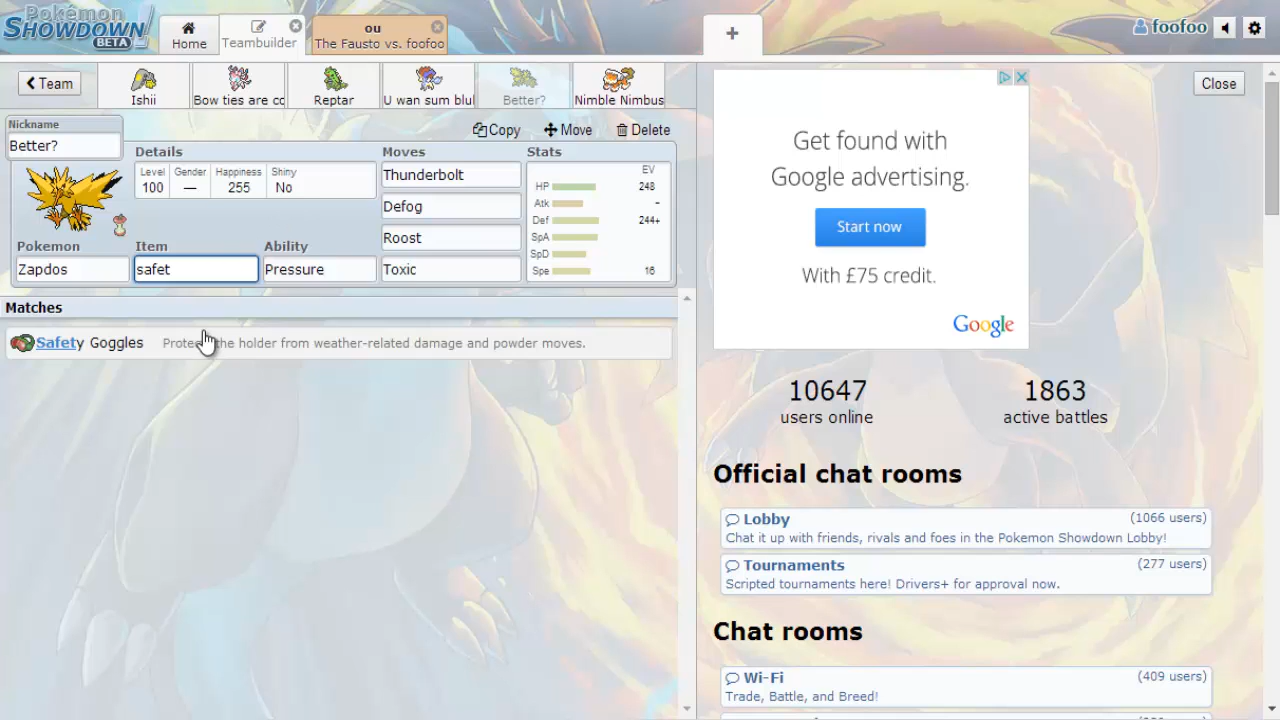 Pokémon
SHOWDOWN!
BETA
Home
Teambuilder
ou
The Fausto vs. foofoo
+
foofoo
Team
Ishii
Bow ties are co
Reptar
U wan sum blu
Better?
Nimble Nimbus
Close
Nickname
Better?
Copy
Move
Delete
Details
Moves
Stats
Level
Gender
Happiness
Shiny
100
—
255
No
Thunderbolt
Defog
Roost
Toxic
EV
HP 248
Atk -
Def 244+
SpA
SpD
Spe 16
Pokemon
Item
Ability
Zapdos
safet
Pressure
Matches
Safety Goggles
the holder from weather-related damage and powder moves.
Get found with
Google advertising.
Start now
With £75 credit.
Google
10647
users online
1863
active battles
Official chat rooms
Lobby
(1066 users)
Chat it up with friends, rivals and foes in the Pokemon Showdown Lobby!
Tournaments
(277 users)
Scripted tournaments here! Drivers+ for approval now.
Chat rooms
Wi-Fi
(409 users)
Trade, Battle, and Breed!